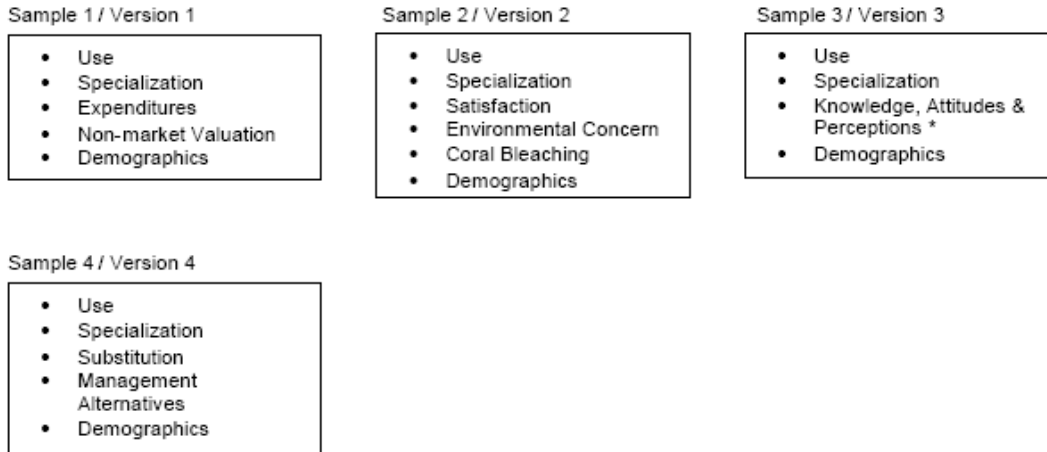 Sample 1 / Version 1
• Use
• Specialization
• Expenditures
• Non-market Valuation
• Demographics
Sample 2 / Version 2
• Use
• Specialization
• Satisfaction
• Environmental Concern
• Coral Bleaching
• Demographics
Sample 3 / Version 3
• Use
• Specialization
• Knowledge, Attitudes &
Perceptions *
• Demographics
Sample 4 / Version 4
• Use
• Specialization
• Substitution
• Management
Alternatives
• Demographics